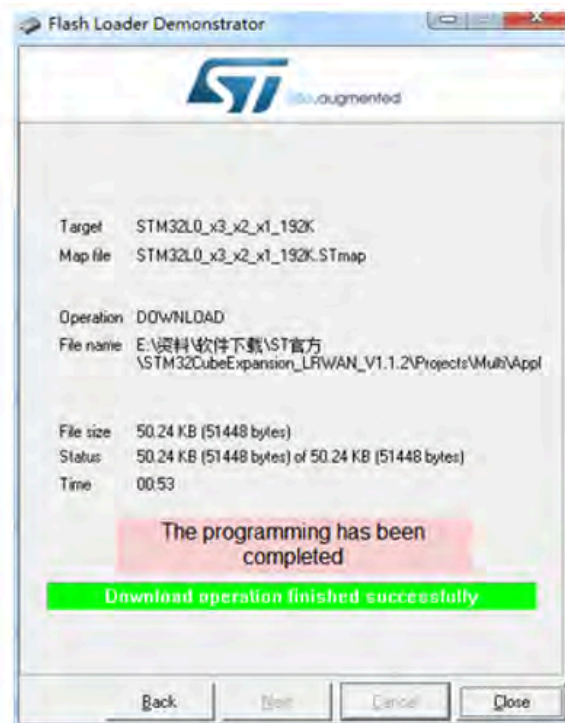 Flash Loader Demonstrator
ST
life.augmented
Target STM32L0_x3_x2_x1_192K
Map file STM32L0_x3_x2_x1_192K.STmap
Operation DOWNLOAD
File name E:\资料\软件下载\ST官方
\STM32CubeExpansion_LRWAN_V1.1.2\Projects\Multi\Appl
File size 50.24 KB (51448 bytes)
Status 50.24 KB (51448 bytes) of 50.24 KB (51448 bytes)
Time 00:53
The programming has been
completed
Download operation finished successfully
Back Next Cancel Close